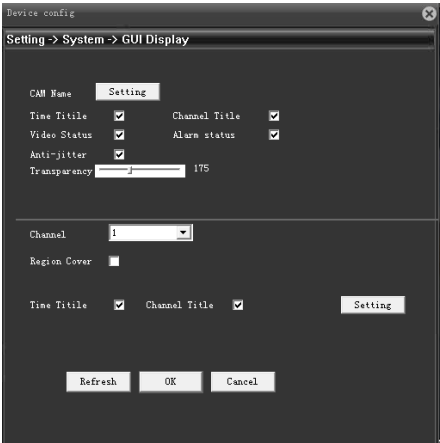 Device config
Setting -> System -> GUI Display
CAM Name Setting
Time Titile Channel Title
Video Status Alarm status
Anti-jitter
Transparency 175
Channel 1
Region Cover
Time Titile Channel Title Setting
Refresh OK Cancel